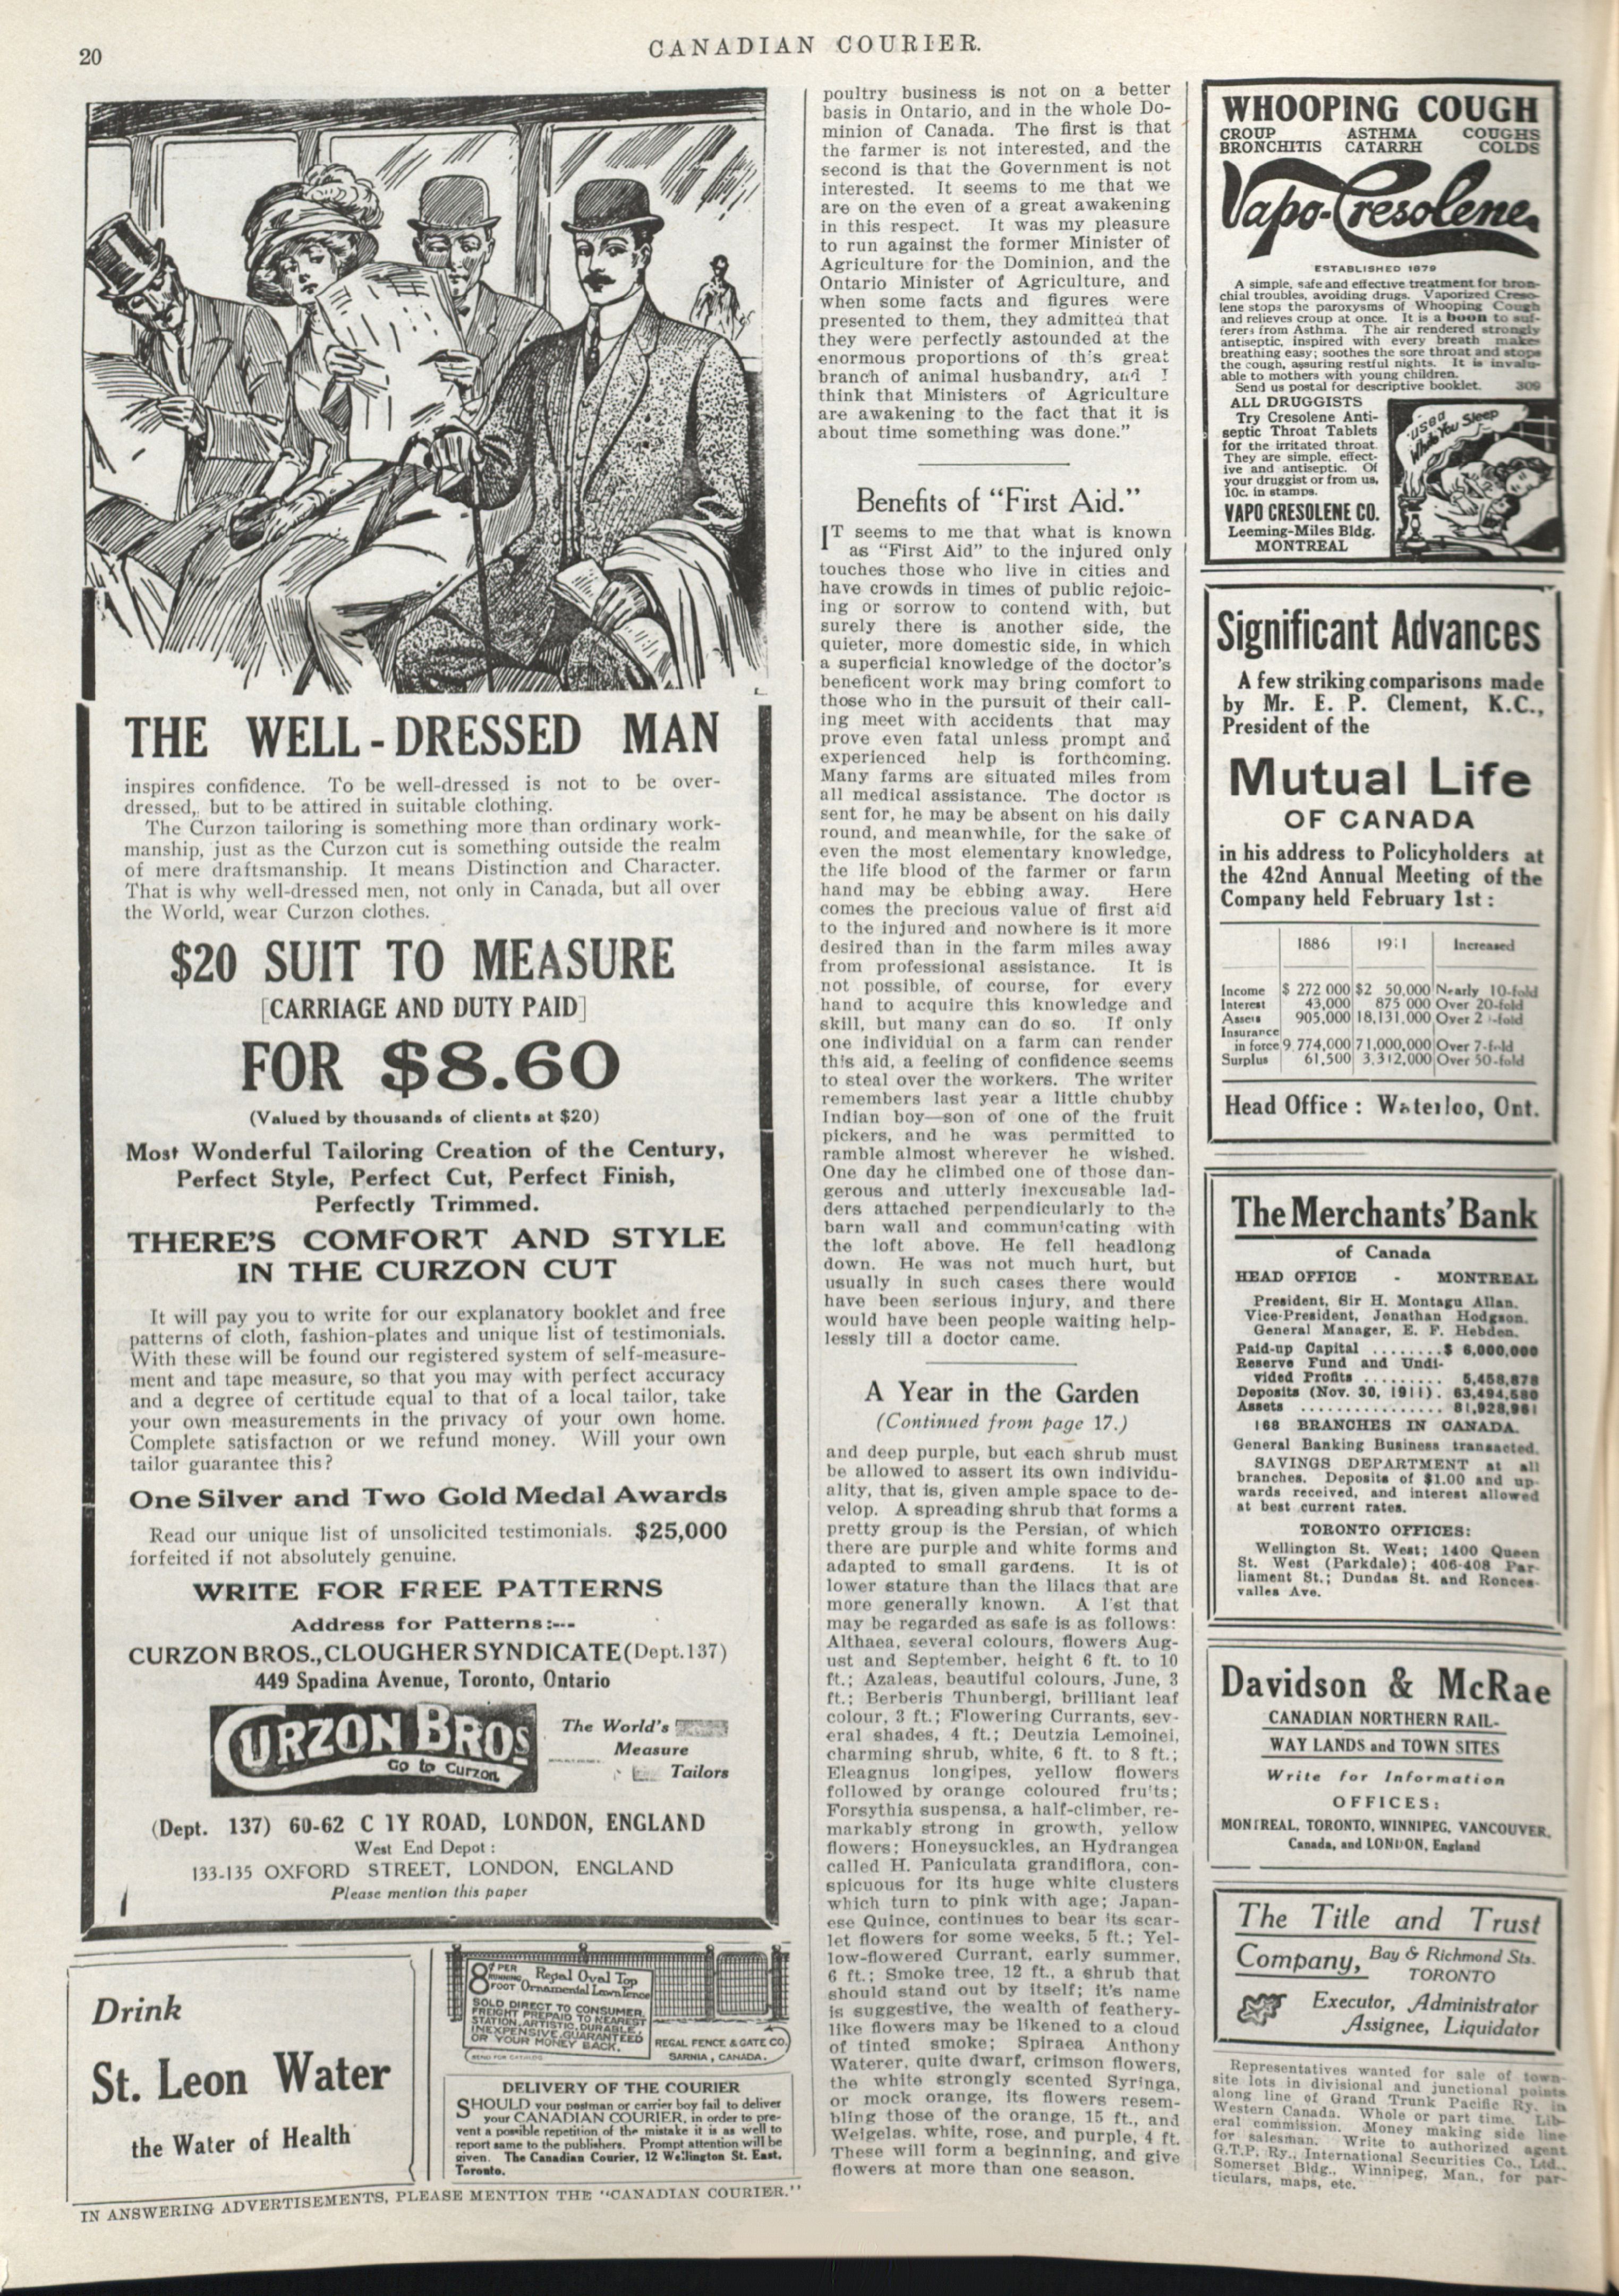 20
CANADIAN COURIER.
THE WELL-DRESSED MAN
inspires confidence. To be well-dressed is not to be over-
dressed, but to be attired in suitable clothing.
The Curzon tailoring is something more than ordinary work-
manship, just as the Curzon cut is something outside the realm
of mere draftsmanship. It means Distinction and Character.
That is why well-dressed men, not only in Canada, but all over
the World, wear Curzon clothes.
$20 SUIT TO MEASURE
[CARRIAGE AND DUTY PAID]
FOR $8.60
(Valued by thousands of clients at $20)
Most Wonderful Tailoring Creation of the Century,
Perfect Style, Perfect Cut, Perfect Finish,
Perfectly Trimmed.
THERE'S COMFORT AND STYLE
IN THE CURZON CUT
It will pay you to write for our explanatory booklet and free
patterns of cloth, fashion-plates and unique list of testimonials.
With these will be found our registered system of self-measure-
ment and tape measure, so that you may with perfect accuracy
and a degree of certitude equal to that of a local tailor, take
your own measurements in the privacy of your own home.
Complete satisfaction or we refund money. Will your own
tailor guarantee this?
One Silver and Two Gold Medal Awards
Read our unique list of unsolicited testimonials. $25,000
forfeited if not absolutely genuine.
WRITE FOR FREE PATTERNS
Address for Patterns:---
CURZON BROS., CLOUGHER SYNDICATE (Dept. 137)
449 Spadina Avenue, Toronto, Ontario
CURZON BROS
Go to Curzon
The World's
Measure
Tailors
(Dept. 137) 60-62 C ROAD, LONDON, ENGLAND
West End Depot:
133-135 OXFORD STREET, LONDON, ENGLAND
Please mention this paper
Drink
St. Leon Water
the Water of Health
8 PER RUNNING FOOT Regal Oval Top
Ornamental Lawn Fence
SOLD DIRECT TO CONSUMER.
FREIGHT PREPAID TO NEAREST
STATION. ARTISTIC, DURABLE,
INEXPENSIVE, GUARANTEED
OR YOUR MONEY BACK.
SEND FOR CATALOG
REGAL FENCE & GATE CO
SARNIA, CANADA.
DELIVERY OF THE COURIER
SHOULD your postman or carrier boy fail to deliver
your CANADIAN COURIER, in order to pre-
vent a possible repetition of the mistake it is as well to
report same to the publishers. Prompt attention will be
given. The Canadian Courier, 12 Wellington St. East,
Toronto.
IN ANSWERING ADVERTISEMENTS, PLEASE MENTION THE "CANADIAN COURIER."
poultry business is not on a better
basis in Ontario, and in the whole Do-
minion of Canada. The first is that
the farmer is not interested, and the
second is that the Government is not
interested. It seems to me that we
are on the even of a great awakening
in this respect. It was my pleasure
to run against the former Minister of
Agriculture for the Dominion, and the
Ontario Minister of Agriculture, and
when some facts and figures were
presented to them, they admitted that
they were perfectly astounded at the
enormous proportions of this great
branch of animal husbandry, and I
think that Ministers of Agriculture
are awakening to the fact that it is
about time something was done."
Benefits of "First Aid."
IT seems to me that what is known
as "First Aid" to the injured only
touches those who live in cities and
have crowds in times of public rejoic-
ing or sorrow to contend with, but
surely there is another side, the
quieter, more domestic side, in which
a superficial knowledge of the doctor's
beneficent work may bring comfort to
those who in the pursuit of their call-
ing meet with accidents that may
prove even fatal unless prompt and
experienced help is forthcoming.
Many farms are situated miles from
all medical assistance. The doctor is
sent for, he may be absent on his daily
round, and meanwhile, for the sake of
even the most elementary knowledge,
the life blood of the farmer or farm
hand may be ebbing away. Here
comes the precious value of first aid
to the injured and nowhere is it more
desired than in the farm miles away
from professional assistance. It is
not possible, of course, for every
hand to acquire this knowledge and
skill, but many can do so. If only
one individual on a farm can render
this aid, a feeling of confidence seems
to steal over the workers. The writer
remembers last year a little chubby
Indian boy—son of one of the fruit
pickers, and he was permitted to
ramble almost wherever he wished.
One day he climbed one of those dan-
gerous and utterly inexcusable lad-
ders attached perpendicularly to the
barn wall and communicating with
the loft above. He fell headlong
down. He was not much hurt, but
usually in such cases there would
have been serious injury, and there
would have been people waiting help-
lessly till a doctor came.
A Year in the Garden
(Continued from page 17.)
and deep purple, but each shrub must
be allowed to assert its own individu-
ality, that is, given ample space to de-
velop. A spreading shrub that forms a
pretty group is the Persian, of which
there are purple and white forms and
adapted to small gardens. It is of
lower stature than the lilacs that are
more generally known. A list that
may be regarded as safe is as follows:
Althaea, several colours, flowers Aug-
ust and September, height 6 ft. to 10
ft.; Azaleas, beautiful colours, June, 3
ft.; Berberis Thunbergi, brilliant leaf
colour, 3 ft.; Flowering Currants, sev-
eral shades, 4 ft.; Deutzia Lemoinei,
charming shrub, white, 6 ft. to 8 ft.;
Eleagnus longipes, yellow flowers
followed by orange coloured fruits;
Forsythia suspensa, a half-climber, re-
markably strong in growth, yellow
flowers; Honeysuckles, an Hydrangea
called H. Paniculata grandiflora, con-
spicuous for its huge white clusters
which turn to pink with age; Japan-
ese Quince, continues to bear its scar-
let flowers for some weeks, 5 ft.; Yel-
low-flowered Currant, early summer,
6 ft.; Smoke tree, 12 ft., a shrub that
should stand out by itself; it's name
is suggestive, the wealth of feathery-
like flowers may be likened to a cloud
of tinted smoke; Spiraea Anthony
Waterer, quite dwarf, crimson flowers,
the white strongly scented Syringa,
or mock orange, its flowers resem-
bling those of the orange, 15 ft., and
Weigelas, white, rose, and purple, 4 ft.
These will form a beginning, and give
flowers at more than one season.
WHOOPING COUGH
CROUP ASTHMA COUGHS
BRONCHITIS CATARRH COLDS
Vapo-Cresolene
ESTABLISHED 1879
A simple, safe and effective treatment for bron-
chial troubles, avoiding drugs. Vaporized Creso-
lene stops the paroxysms of Whooping Cough
and relieves croup at once. It is a boon to suf-
ferers from Asthma. The air rendered strongly
antiseptic, inspired with every breath makes
breathing easy; soothes the sore throat and stops
the cough, assuring restful nights. It is invalu-
able to mothers with young children.
Send us postal for descriptive booklet. 309
ALL DRUGGISTS
Try Cresolene Anti-
septic Throat Tablets
for the irritated throat.
They are simple, effect-
ive and antiseptic. Of
your druggist or from us,
10c. in stamps.
VAPO CRESOLENE CO.
Leeming-Miles Bldg.
MONTREAL
"Used While You Sleep"
Significant Advances
A few striking comparisons made
by Mr. E. P. Clement, K.C.,
President of the
Mutual Life
OF CANADA
in his address to Policyholders at
the 42nd Annual Meeting of the
Company held February 1st:
1886 1911 Increased
Income $ 272 000 $2 50,000 Nearly 10-fold
Interest 43,000 875 000 Over 20-fold
Assets 905,000 18,131,000 Over 2 -fold
Insurance
in force 9 774,000 71,000,000 Over 7-fold
Surplus 61,500 3,312,000 Over 50-fold
Head Office: Waterloo, Ont.
The Merchants' Bank
of Canada
HEAD OFFICE - MONTREAL
President, Sir H. Montagu Allan.
Vice-President, Jonathan Hodgson.
General Manager, E. F. Hebden.
Paid-up Capital ........$ 6,000,000
Reserve Fund and Undi-
vided Profits ......... 5,458,878
Deposits (Nov. 30, 1911). 63,494,580
Assets ................ 81,928,961
168 BRANCHES IN CANADA.
General Banking Business transacted.
SAVINGS DEPARTMENT at all
branches. Deposits of $1.00 and up-
wards received, and interest allowed
at best current rates.
TORONTO OFFICES:
Wellington St. West; 1400 Queen
St. West (Parkdale); 406-408 Par-
liament St.; Dundas St. and Ronces-
valles Ave.
Davidson & McRae
CANADIAN NORTHERN RAIL-
WAY LANDS and TOWN SITES
Write for Information
OFFICES:
MONTREAL, TORONTO, WINNIPEG, VANCOUVER,
Canada, and LONDON, England
The Title and Trust
Company, Bay & Richmond Sts.
TORONTO
Executor, Administrator
Assignee, Liquidator
Representatives wanted for sale of town-
site lots in divisional and junctional points
along line of Grand Trunk Pacific Ry. in
Western Canada. Whole or part time. Lib-
eral commission. Money making side line
for salesman. Write to authorized agent
G.T.P. Ry., International Securities Co., Ltd.,
Somerset Bldg., Winnipeg, Man., for par-
ticulars, maps, etc.